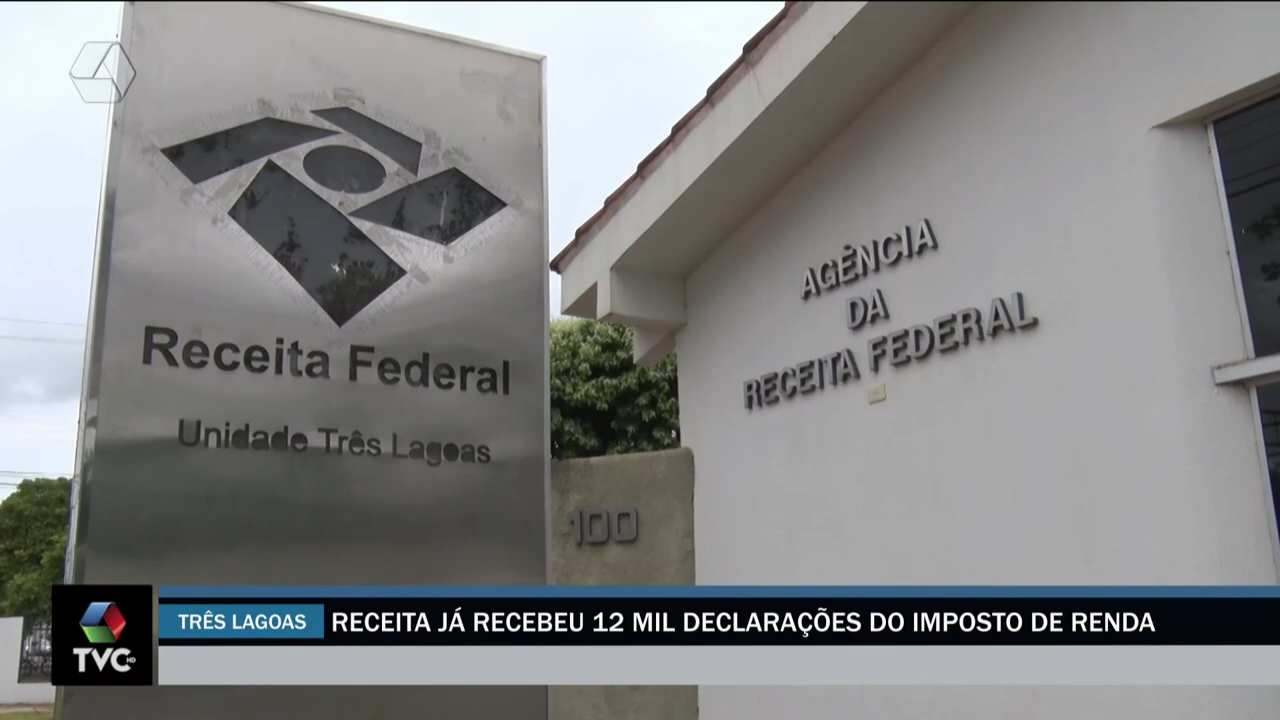 Receita Federal
Unidade Três Lagoas
AGÊNCIA
DA
RECEITA FEDERAL
100
TVC HD
TRÊS LAGOAS
RECEITA JÁ RECEBEU 12 MIL DECLARAÇÕES DO IMPOSTO DE RENDA